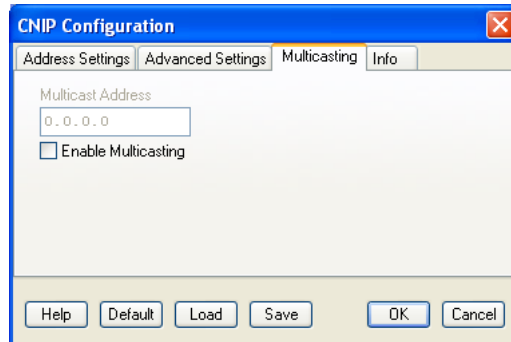 CNIP Configuration
Address Settings Advanced Settings Multicasting Info
Multicast Address
0.0.0.0
Enable Multicasting
Help Default Load Save OK Cancel